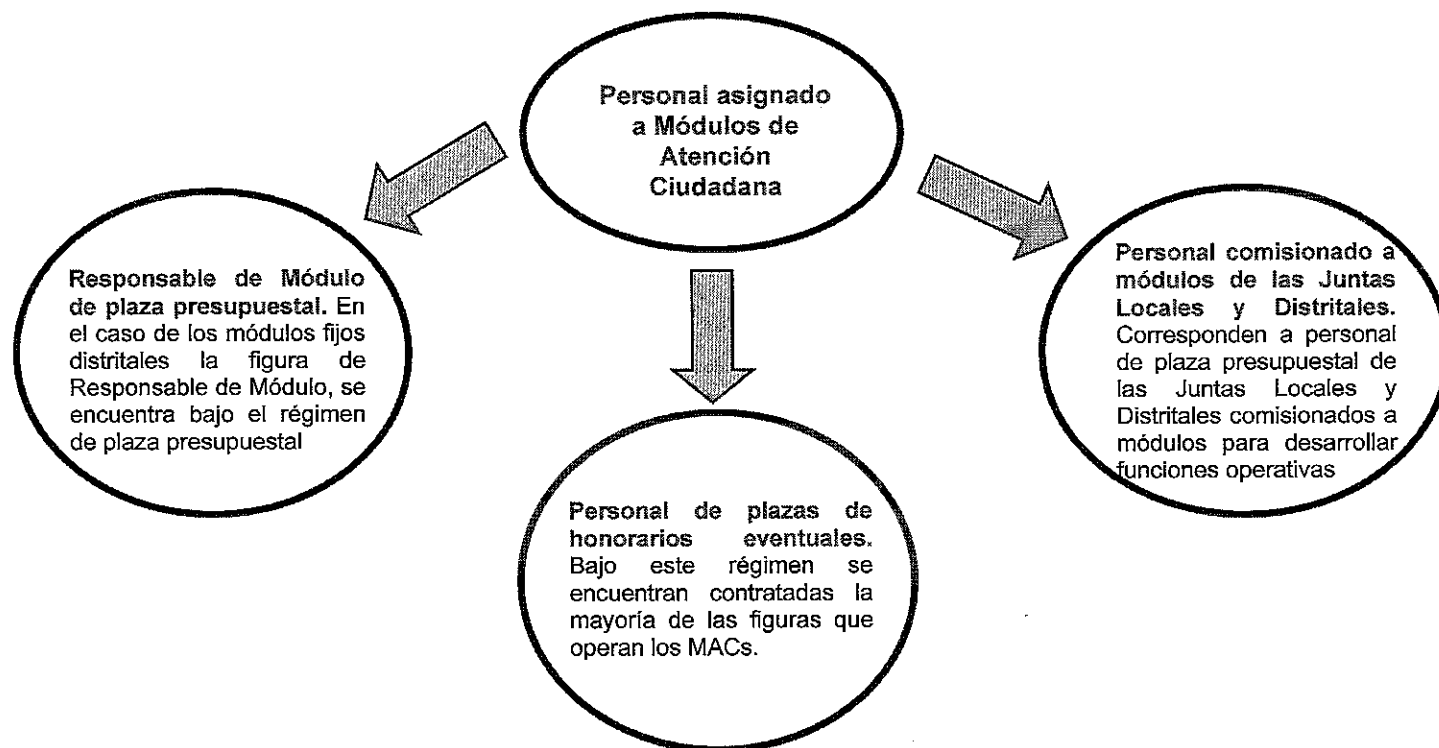 Personal asignado
a Módulos de
Atención
Ciudadana
Responsable de Módulo
de plaza presupuestal. En
el caso de los módulos fijos
distritales la figura de
Responsable de Módulo, se
encuentra bajo el régimen
de plaza presupuestal
Personal de plazas de
honorarios eventuales.
Bajo este régimen se
encuentran contratadas la
mayoría de las figuras que
operan los MACs.
Personal comisionado a
módulos de las Juntas
Locales y Distritales.
Corresponden a personal
de plaza presupuestal de
las Juntas Locales y
Distritales comisionados a
módulos para desarrollar
funciones operativas